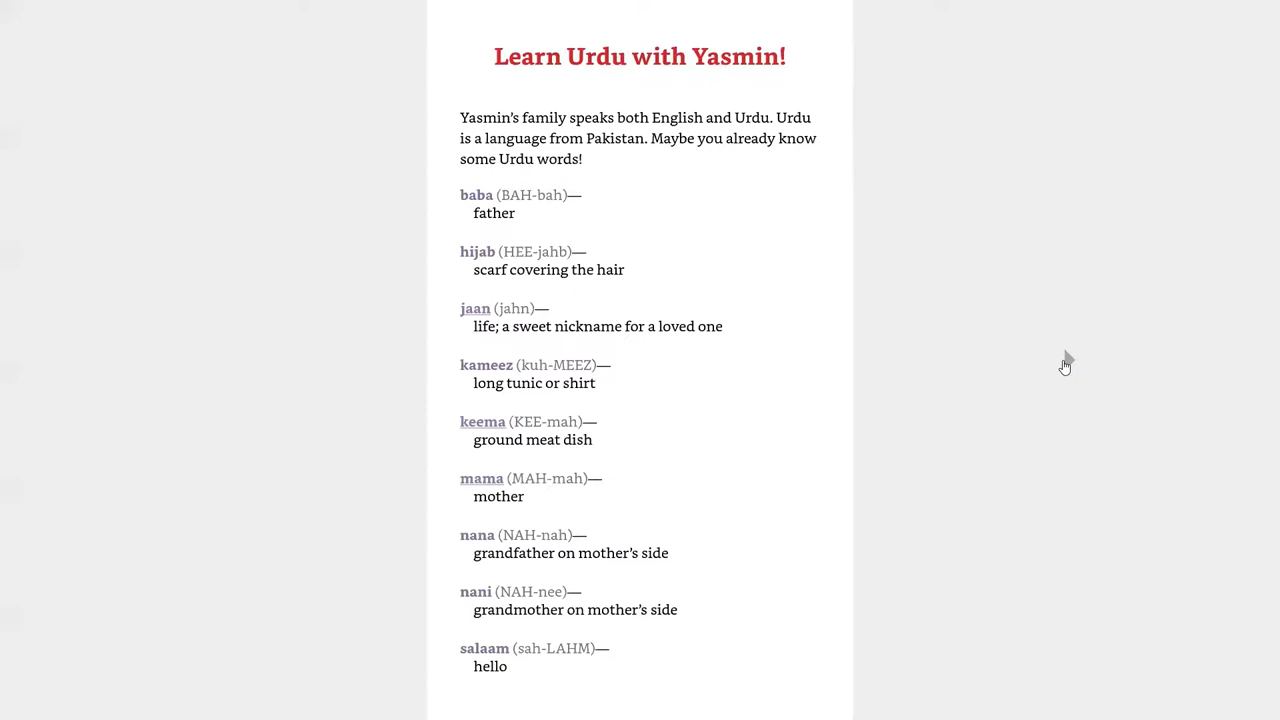 Learn Urdu with Yasmin!
Yasmin’s family speaks both English and Urdu. Urdu
is a language from Pakistan. Maybe you already know
some Urdu words!
baba (BAH-bah)—
father
hijab (HEE-jahb)—
scarf covering the hair
jaan (jahn)—
life; a sweet nickname for a loved one
kameez (kuh-MEEZ)—
long tunic or shirt
keema (KEE-mah)—
ground meat dish
mama (MAH-mah)—
mother
nana (NAH-nah)—
grandfather on mother’s side
nani (NAH-nee)—
grandmother on mother’s side
salaam (sah-LAHM)—
hello